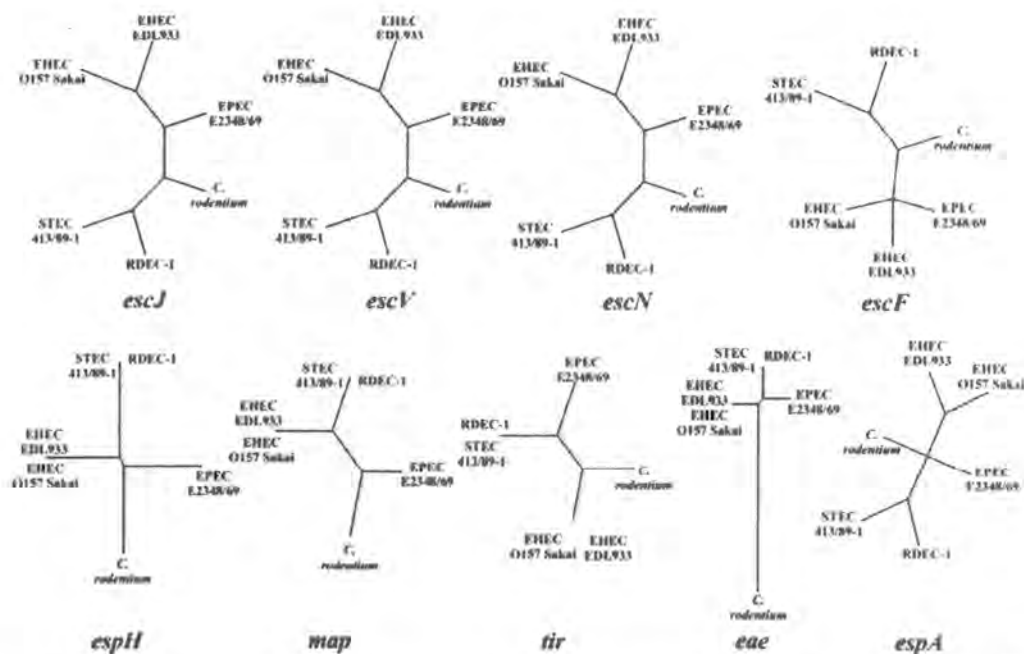 EHEC
EDL933
EHEC
O157 Sakai
EPEC
E2348/69
C.
rodentium
STEC
413/89-1
RDEC-1
escJ
EHEC
EDL933
EHEC
O157 Sakai
EPEC
E2348/69
C.
rodentium
STEC
413/89-1
RDEC-1
escV
EHEC
EDL933
EHEC
O157 Sakai
EPEC
E2348/69
C.
rodentium
STEC
413/89-1
RDEC-1
escN
RDEC-1
STEC
413/89-1
C.
rodentium
EHEC
O157 Sakai
EPEC
E2348/69
EHEC
EDL933
escF
STEC
413/89-1
RDEC-1
EHEC
EDL933
EHEC
O157 Sakai
EPEC
E2348/69
C.
rodentium
espH
STEC
413/89-1
RDEC-1
EHEC
EDL933
EHEC
O157 Sakai
EPEC
E2348/69
C.
rodentium
map
EPEC
E2348/69
RDEC-1
STEC
413/89-1
C.
rodentium
EHEC
O157 Sakai
EHEC
EDL933
tir
STEC
413/89-1
RDEC-1
EHEC
EDL933
EHEC
O157 Sakai
EPEC
E2348/69
C.
rodentium
eae
EHEC
EDL933
EHEC
O157 Sakai
C.
rodentium
EPEC
E2348/69
STEC
413/89-1
RDEC-1
espA